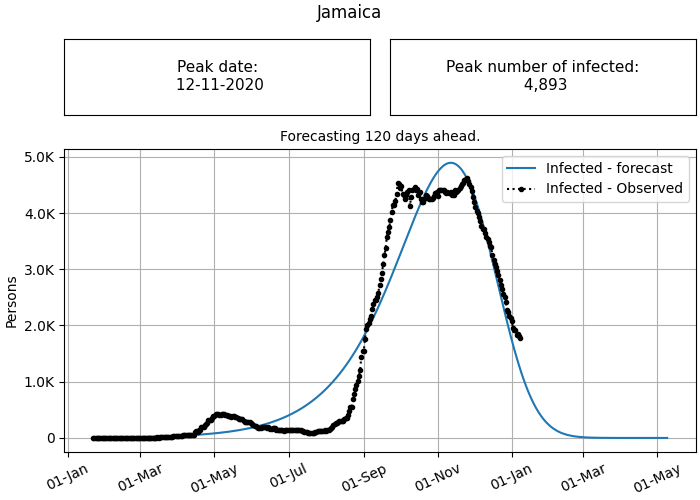 Jamaica
Peak date:
12-11-2020
Peak number of infected:
4,893
Forecasting 120 days ahead.
Infected - forecast
Infected - Observed
Persons
5.0K
4.0K
3.0K
2.0K
1.0K
0
01-Jan
01-Mar
01-May
01-Jul
01-Sep
01-Nov
01-Jan
01-Mar
01-May